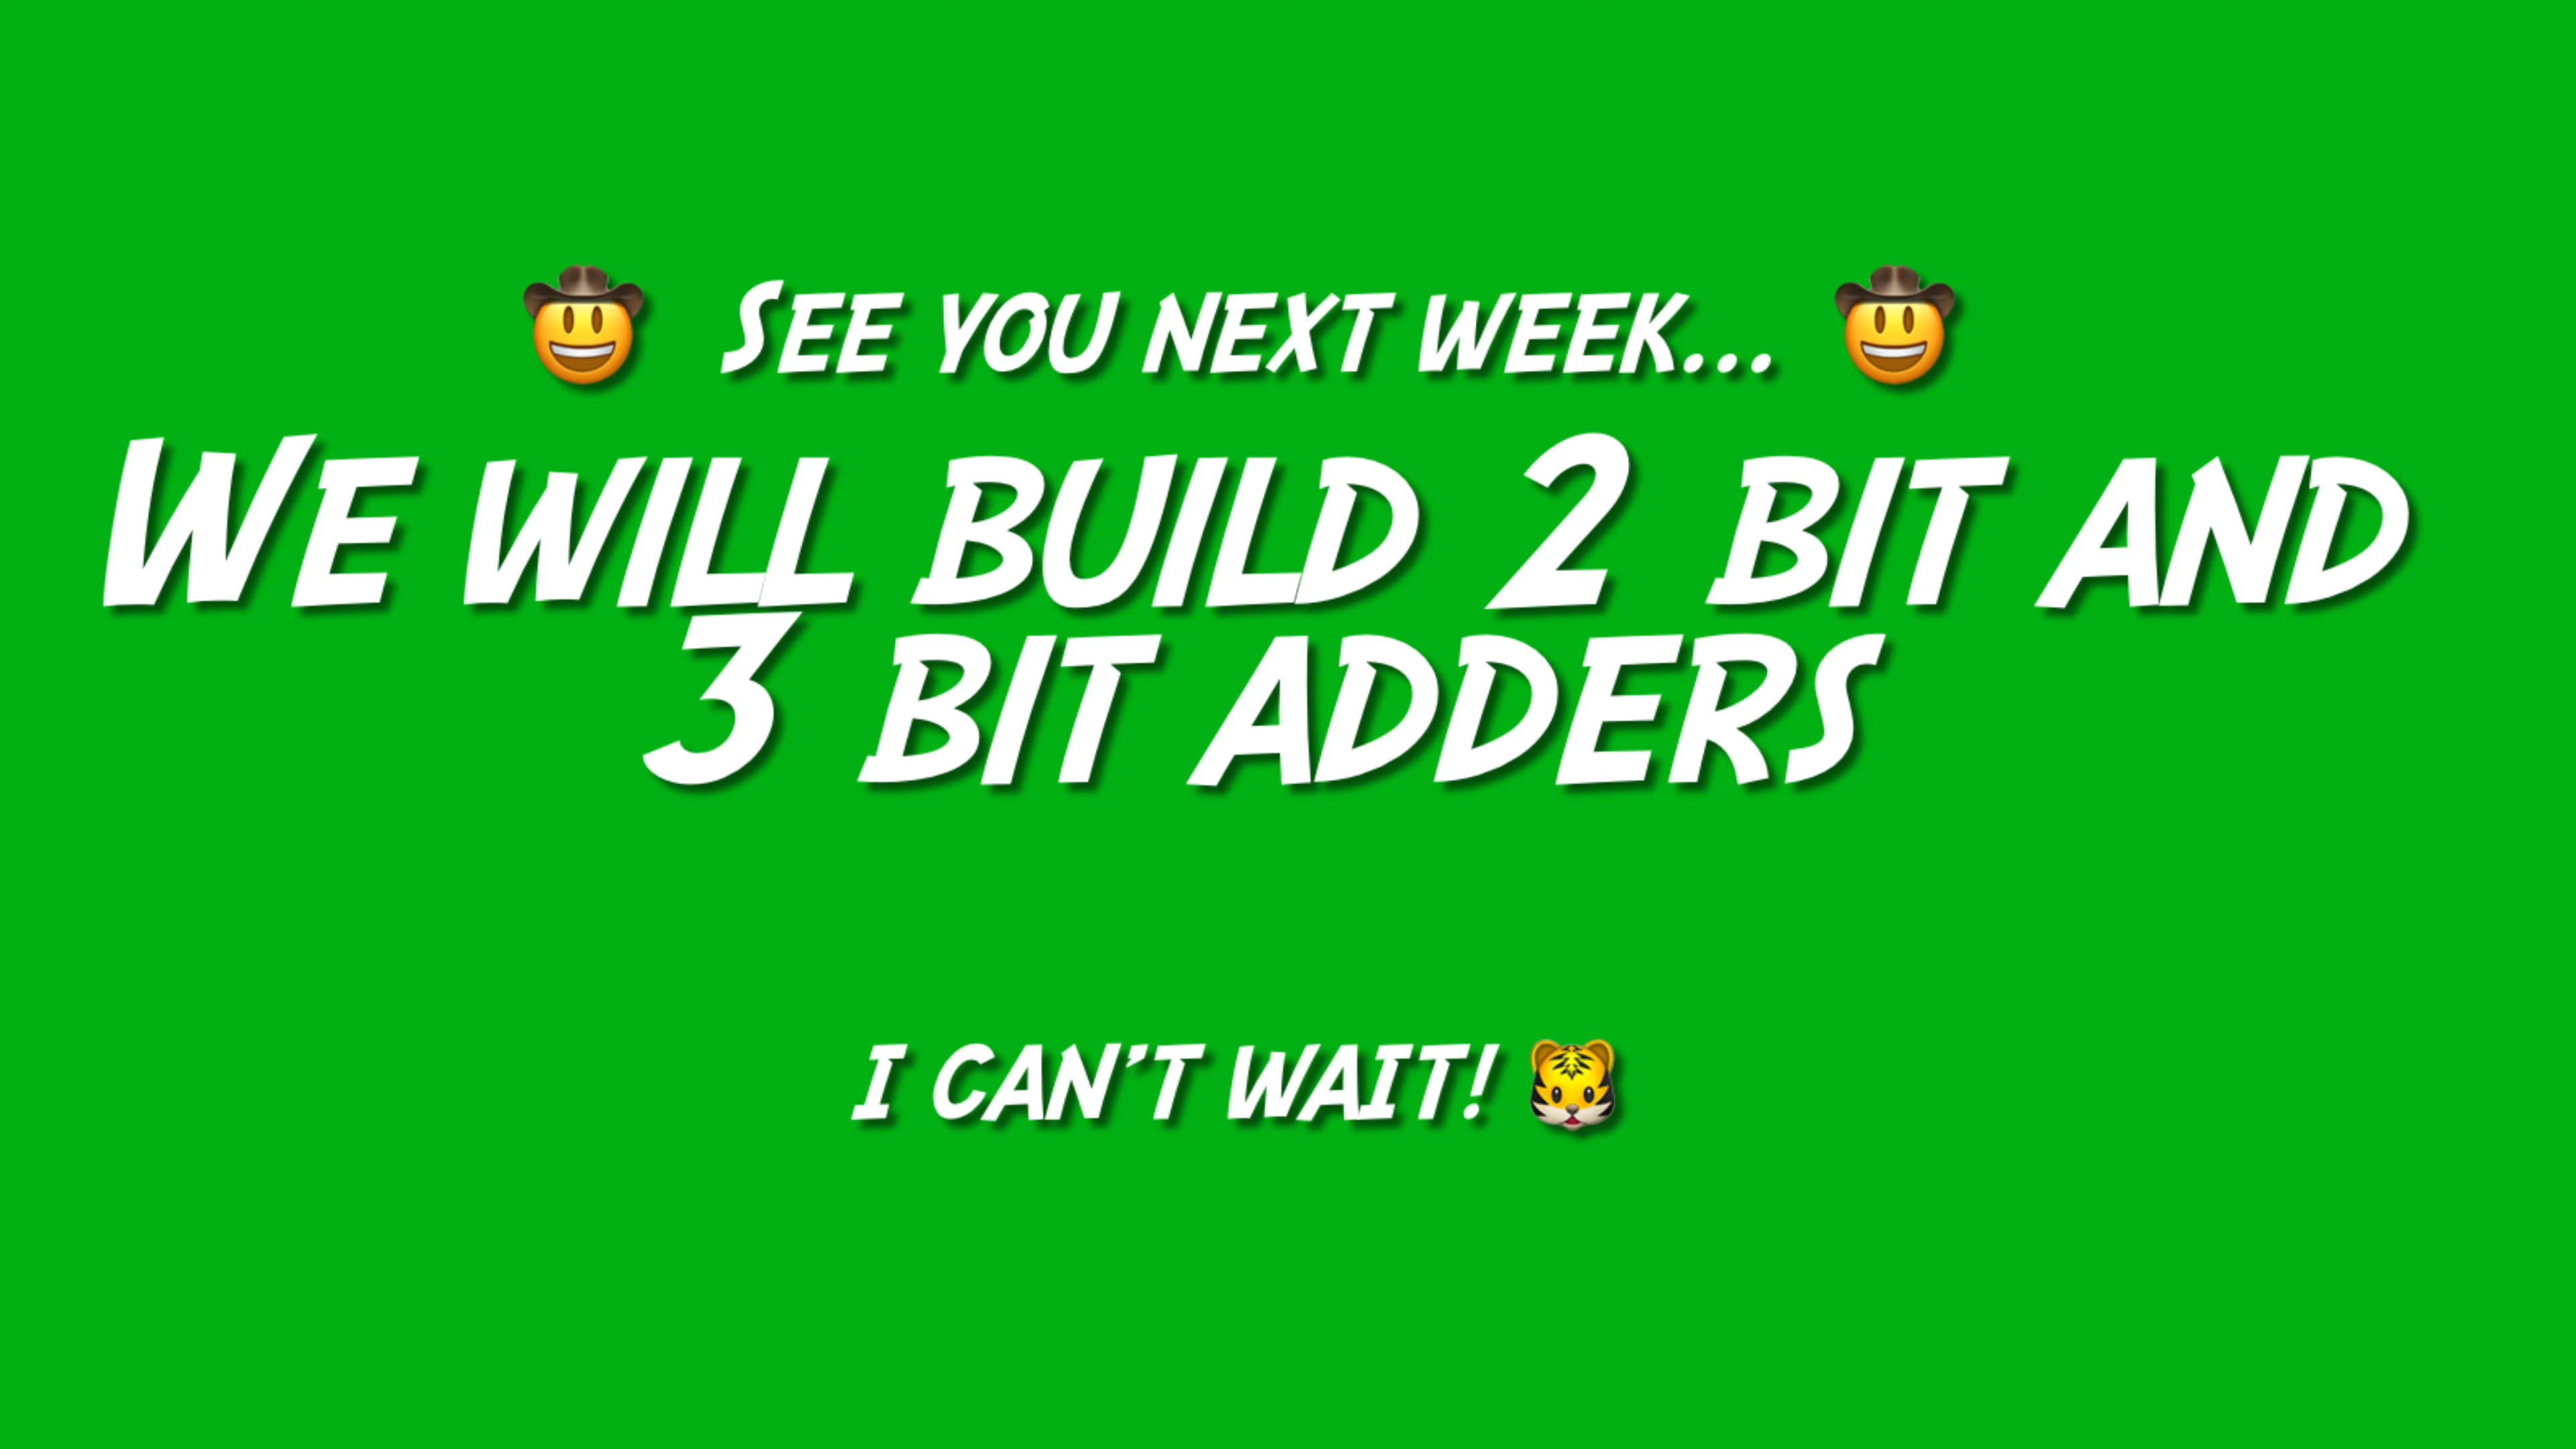 🤠 See you next week... 🤠
We will build 2 bit and
3 bit adders
I can't wait! 🐯